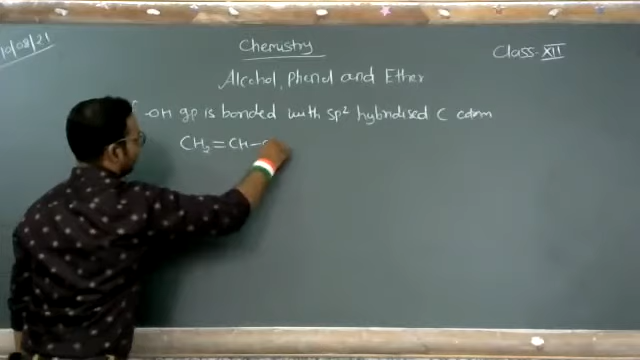 10/08/21
Chemistry
Class-XII
Alcohol, Phenol and Ether
-OH gp is bonded with sp² hybridised C
CH₂=CH-